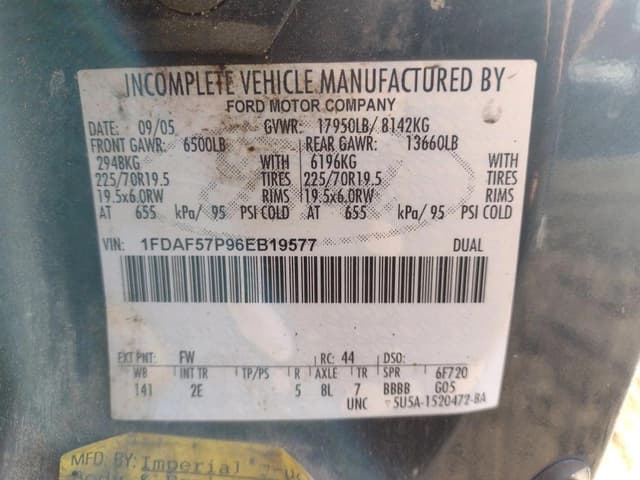 INCOMPLETE VEHICLE MANUFACTURED BY
FORD MOTOR COMPANY
DATE: 09/05 GVWR: 17950LB/ 8142KG
FRONT GAWR: 6500LB REAR GAWR: 13660LB
2948KG WITH 6196KG WITH
225/70R19.5 TIRES 225/70R19.5 TIRES
19.5x6.0RW RIMS 19.5x6.0RW RIMS
AT 655 kPa/ 95 PSI COLD AT 655 kPa/ 95 PSI COLD
VIN: 1FDAF57P96EB19577 DUAL
EXT PNT: FW RC: 44 DSO:
WB INT TR TP/PS R AXLE TR SPR 6F720
141 2E 5 8L 7 BBBB G05
UNC 5U5A-1520472-BA
MFD. BY: Imperial
Body &